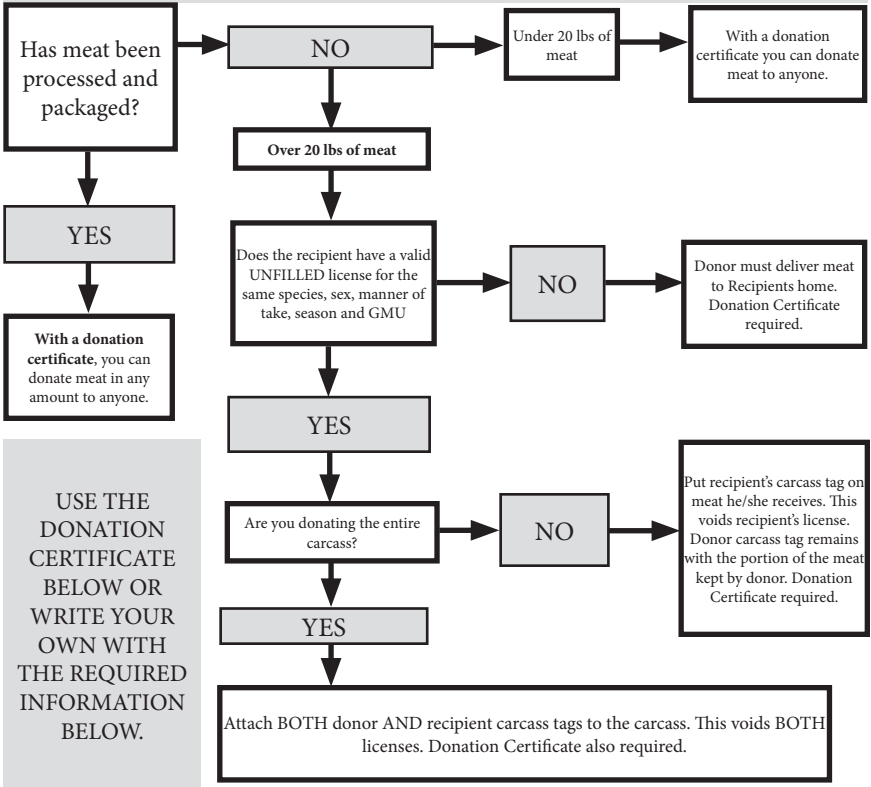 Has meat been
processed and
packaged?
NO
Under 20 lbs of
meat
With a donation
certificate you can donate
meat to anyone.
Over 20 lbs of meat
YES
Does the recipient have a valid
UNFILLED license for the
same species, sex, manner of
take, season and GMU
NO
Donor must deliver meat
to Recipients home.
Donation Certificate
required.
With a donation
certificate, you can
donate meat in any
amount to anyone.
YES
USE THE
DONATION
CERTIFICATE
BELOW OR
WRITE YOUR
OWN WITH
THE REQUIRED
INFORMATION
BELOW.
Are you donating the entire
carcass?
NO
Put recipient's carcass tag on
meat he/she receives. This
voids recipient's license.
Donor carcass tag remains
with the portion of the meat
kept by donor. Donation
Certificate required.
YES
Attach BOTH donor AND recipient carcass tags to the carcass. This voids BOTH
licenses. Donation Certificate also required.